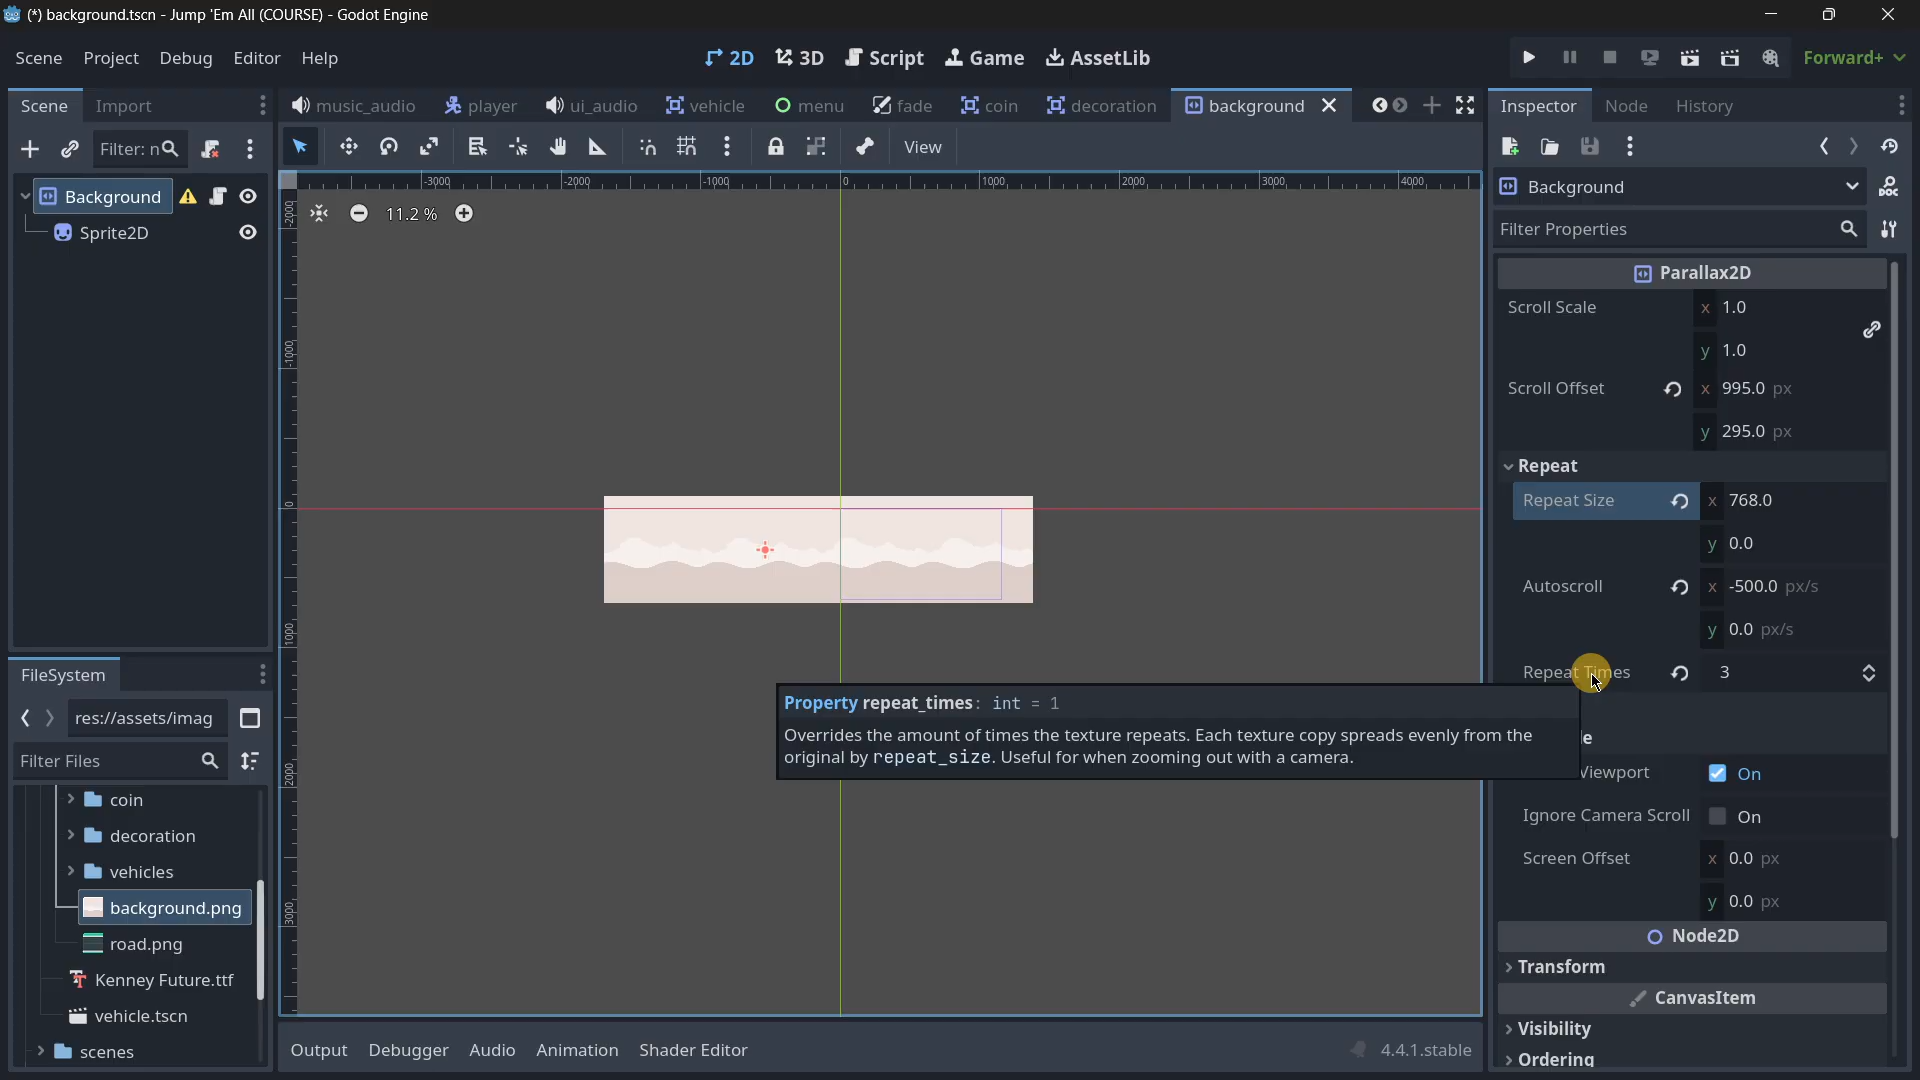 (*) background.tscn - Jump 'Em All (COURSE) - Godot Engine
Scene Project Debug Editor Help
2D 3D Script Game AssetLib
Forward+
Scene Import
music_audio player ui_audio vehicle menu fade coin decoration background
Inspector Node History
Filter: n
View
Background
Sprite2D
-3000 -2000 -1000 0 1000 2000 3000 4000
-2000
-1000
0
1000
2000
3000
11.2 %
Background
Filter Properties
Parallax2D
Scroll Scale x 1.0
y 1.0
Scroll Offset x 995.0 px
y 295.0 px
Repeat
Repeat Size x 768.0
y 0.0
Autoscroll x -500.0 px/s
y 0.0 px/s
Repeat Times 3
Property repeat_times: int = 1
Overrides the amount of times the texture repeats. Each texture copy spreads evenly from the
original by repeat_size. Useful for when zooming out with a camera.
le
Viewport On
Ignore Camera Scroll On
Screen Offset x 0.0 px
y 0.0 px
Node2D
Transform
CanvasItem
Visibility
Ordering
FileSystem
res://assets/imag
Filter Files
coin
decoration
vehicles
background.png
road.png
Kenney Future.ttf
vehicle.tscn
scenes
Output Debugger Audio Animation Shader Editor
4.4.1.stable